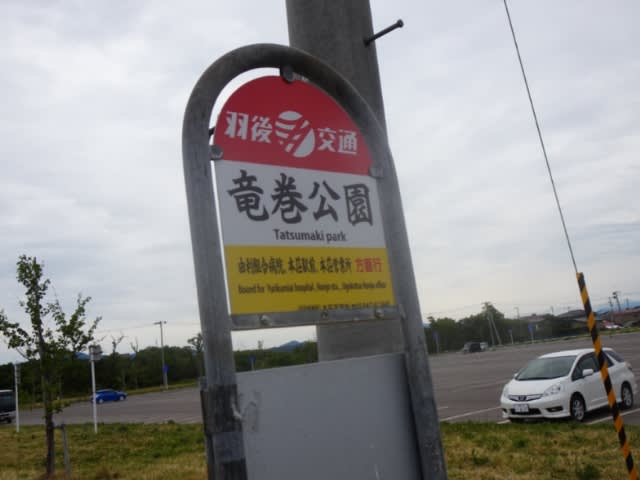 羽後交通
竜巻公園
Tatsumaki park
由利組合病院、本荘駅前、本荘営業所 方面行
Bound for Yurikumiai hospital, Honjo sta., Ugokotsu Honjo office